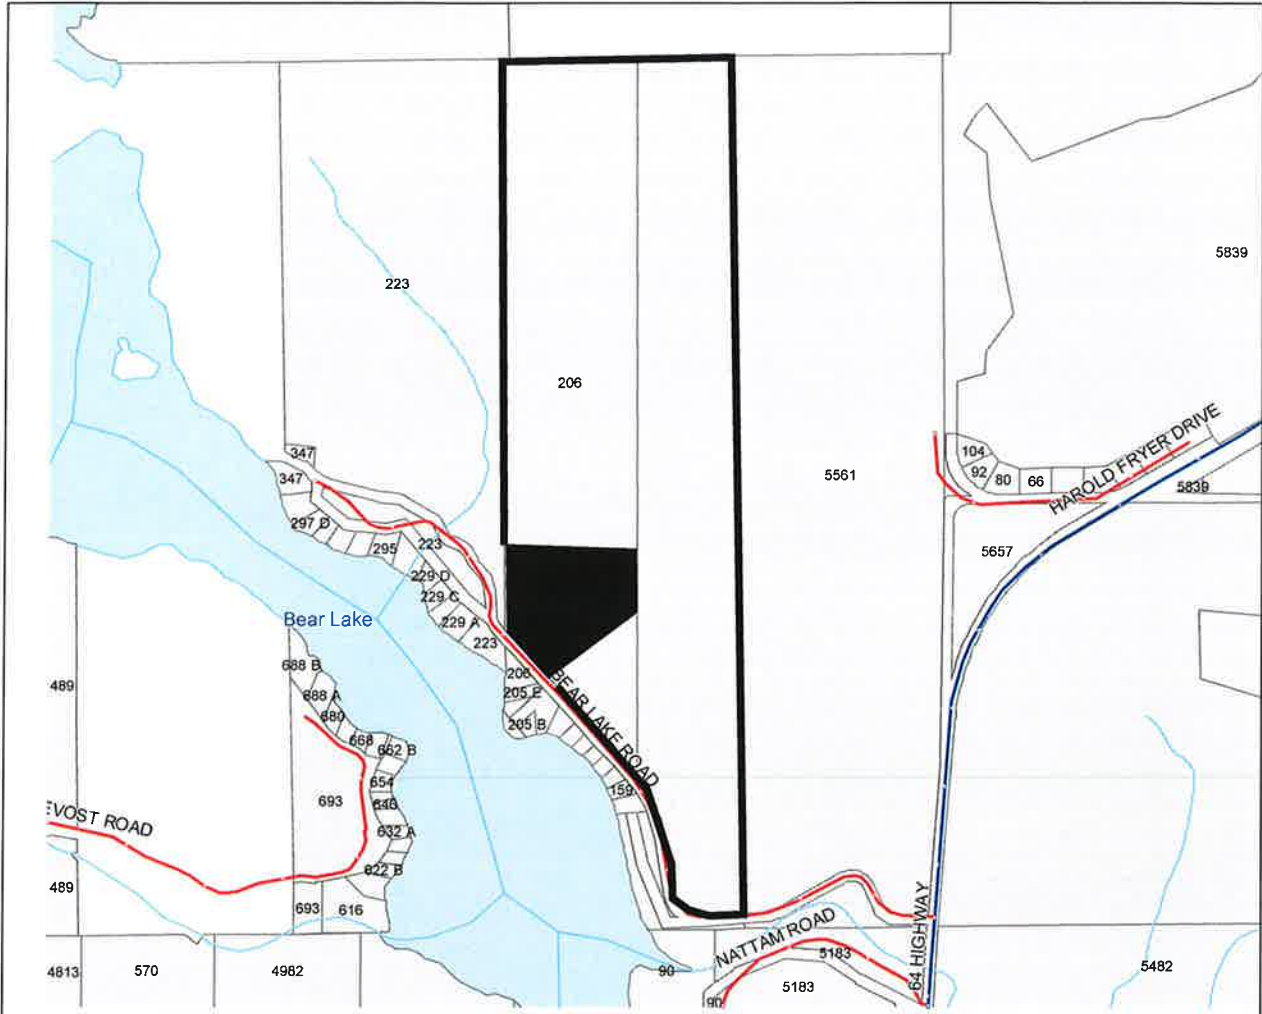 5839
223
206
HAROLD FRYER DRIVE
347
104
347
92
80
66
5561
5839
297 D
295
223
5657
229 D
229 C
Bear Lake
229 A
223
688 B
206
489
205 E
BEAR LAKE ROAD
688 A
680
205 B
668
662 B
654
159
693
640
EVOST ROAD
632 A
622 B
489
693
616
64 HIGHWAY
NATTAM ROAD
5183
4813
570
4982
90
5482
5183
90